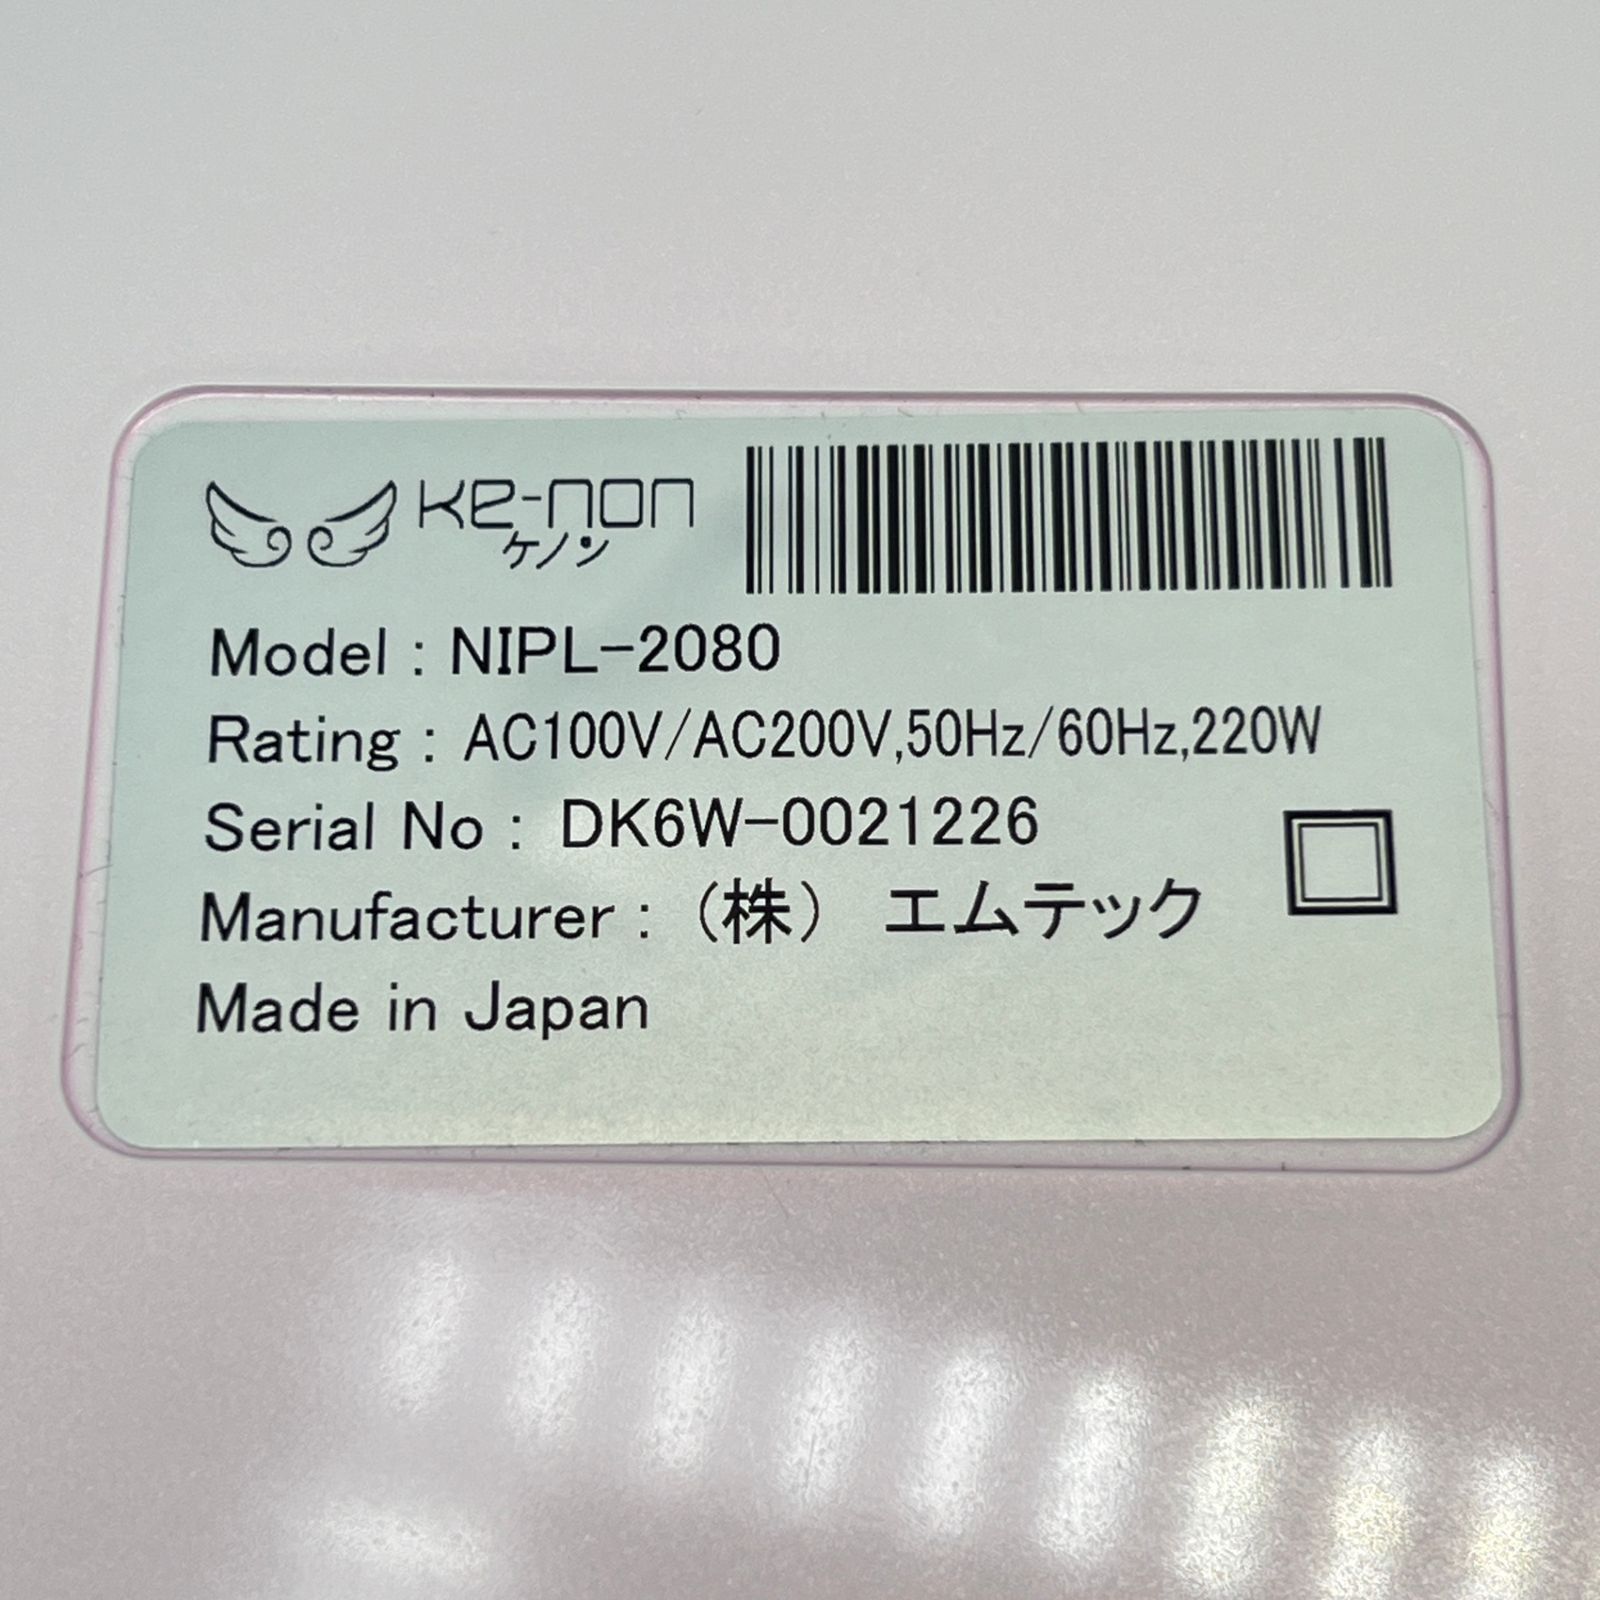 Ke-non
ケノン
Model : NIPL-2080
Rating : AC100V/AC200V,50Hz/60Hz,220W
Serial No : DK6W-0021226
Manufacturer : (株) エムテック
Made in Japan